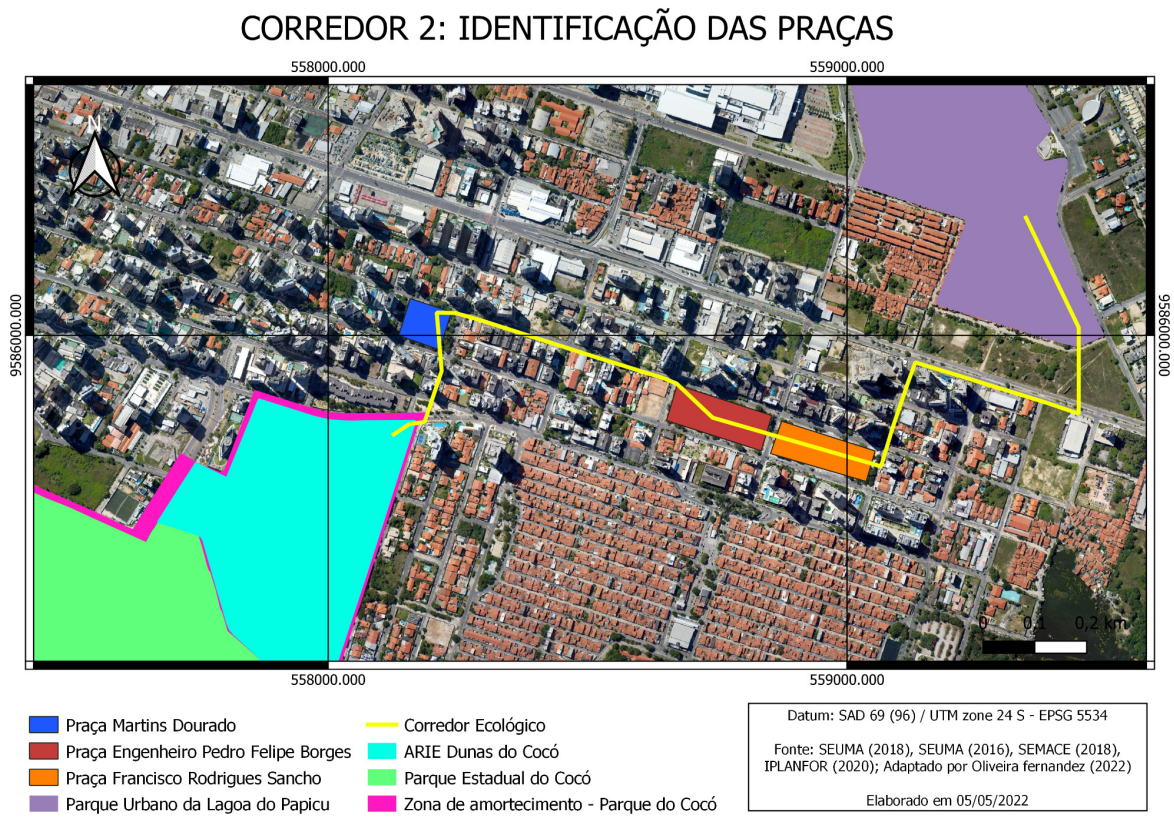 CORREDOR 2: IDENTIFICAÇÃO DAS PRAÇAS
558000.000 559000.000
N
9586000.000 9586000.000
0 0,1 0,2 km
558000.000 559000.000
Praça Martins Dourado
Praça Engenheiro Pedro Felipe Borges
Praça Francisco Rodrigues Sancho
Parque Urbano da Lagoa do Papicu
Corredor Ecológico
ARIE Dunas do Cocó
Parque Estadual do Cocó
Zona de amortecimento - Parque do Cocó
Datum: SAD 69 (96) / UTM zone 24 S - EPSG 5534
Fonte: SEUMA (2018), SEUMA (2016), SEMACE (2018),
IPLANFOR (2020); Adaptado por Oliveira fernandez (2022)
Elaborado em 05/05/2022